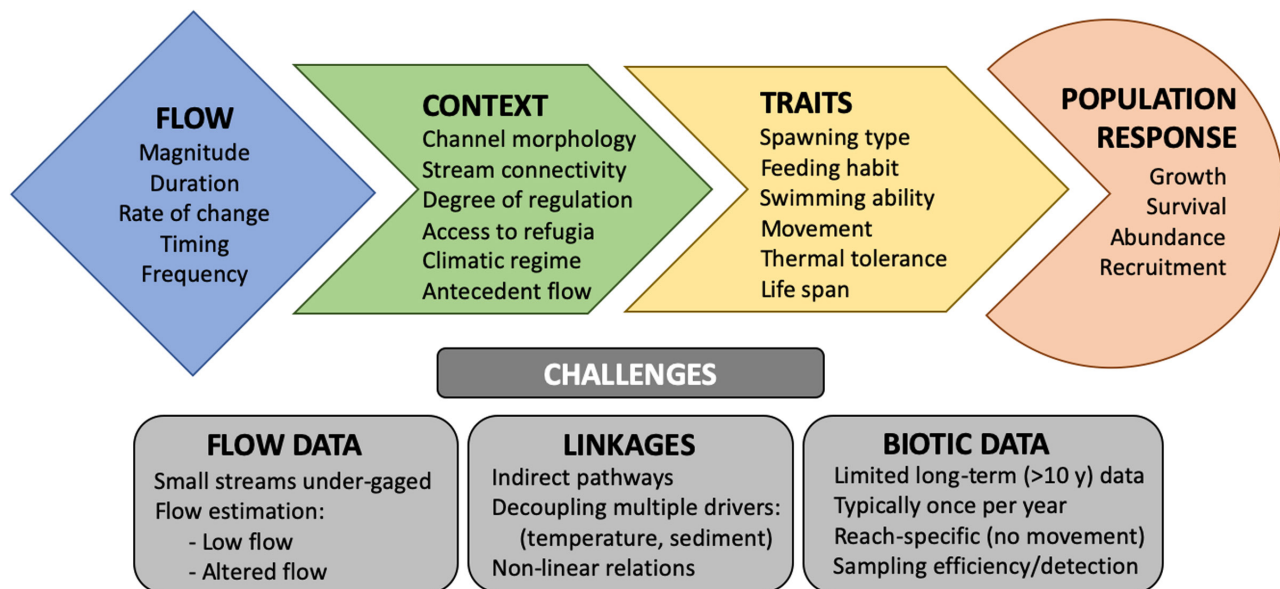 FLOW
Magnitude
Duration
Rate of change
Timing
Frequency
CONTEXT
Channel morphology
Stream connectivity
Degree of regulation
Access to refugia
Climatic regime
Antecedent flow
TRAITS
Spawning type
Feeding habit
Swimming ability
Movement
Thermal tolerance
Life span
POPULATION
RESPONSE
Growth
Survival
Abundance
Recruitment
CHALLENGES
FLOW DATA
Small streams under-gaged
Flow estimation:
- Low flow
- Altered flow
LINKAGES
Indirect pathways
Decoupling multiple drivers:
(temperature, sediment)
Non-linear relations
BIOTIC DATA
Limited long-term (>10 y) data
Typically once per year
Reach-specific (no movement)
Sampling efficiency/detection